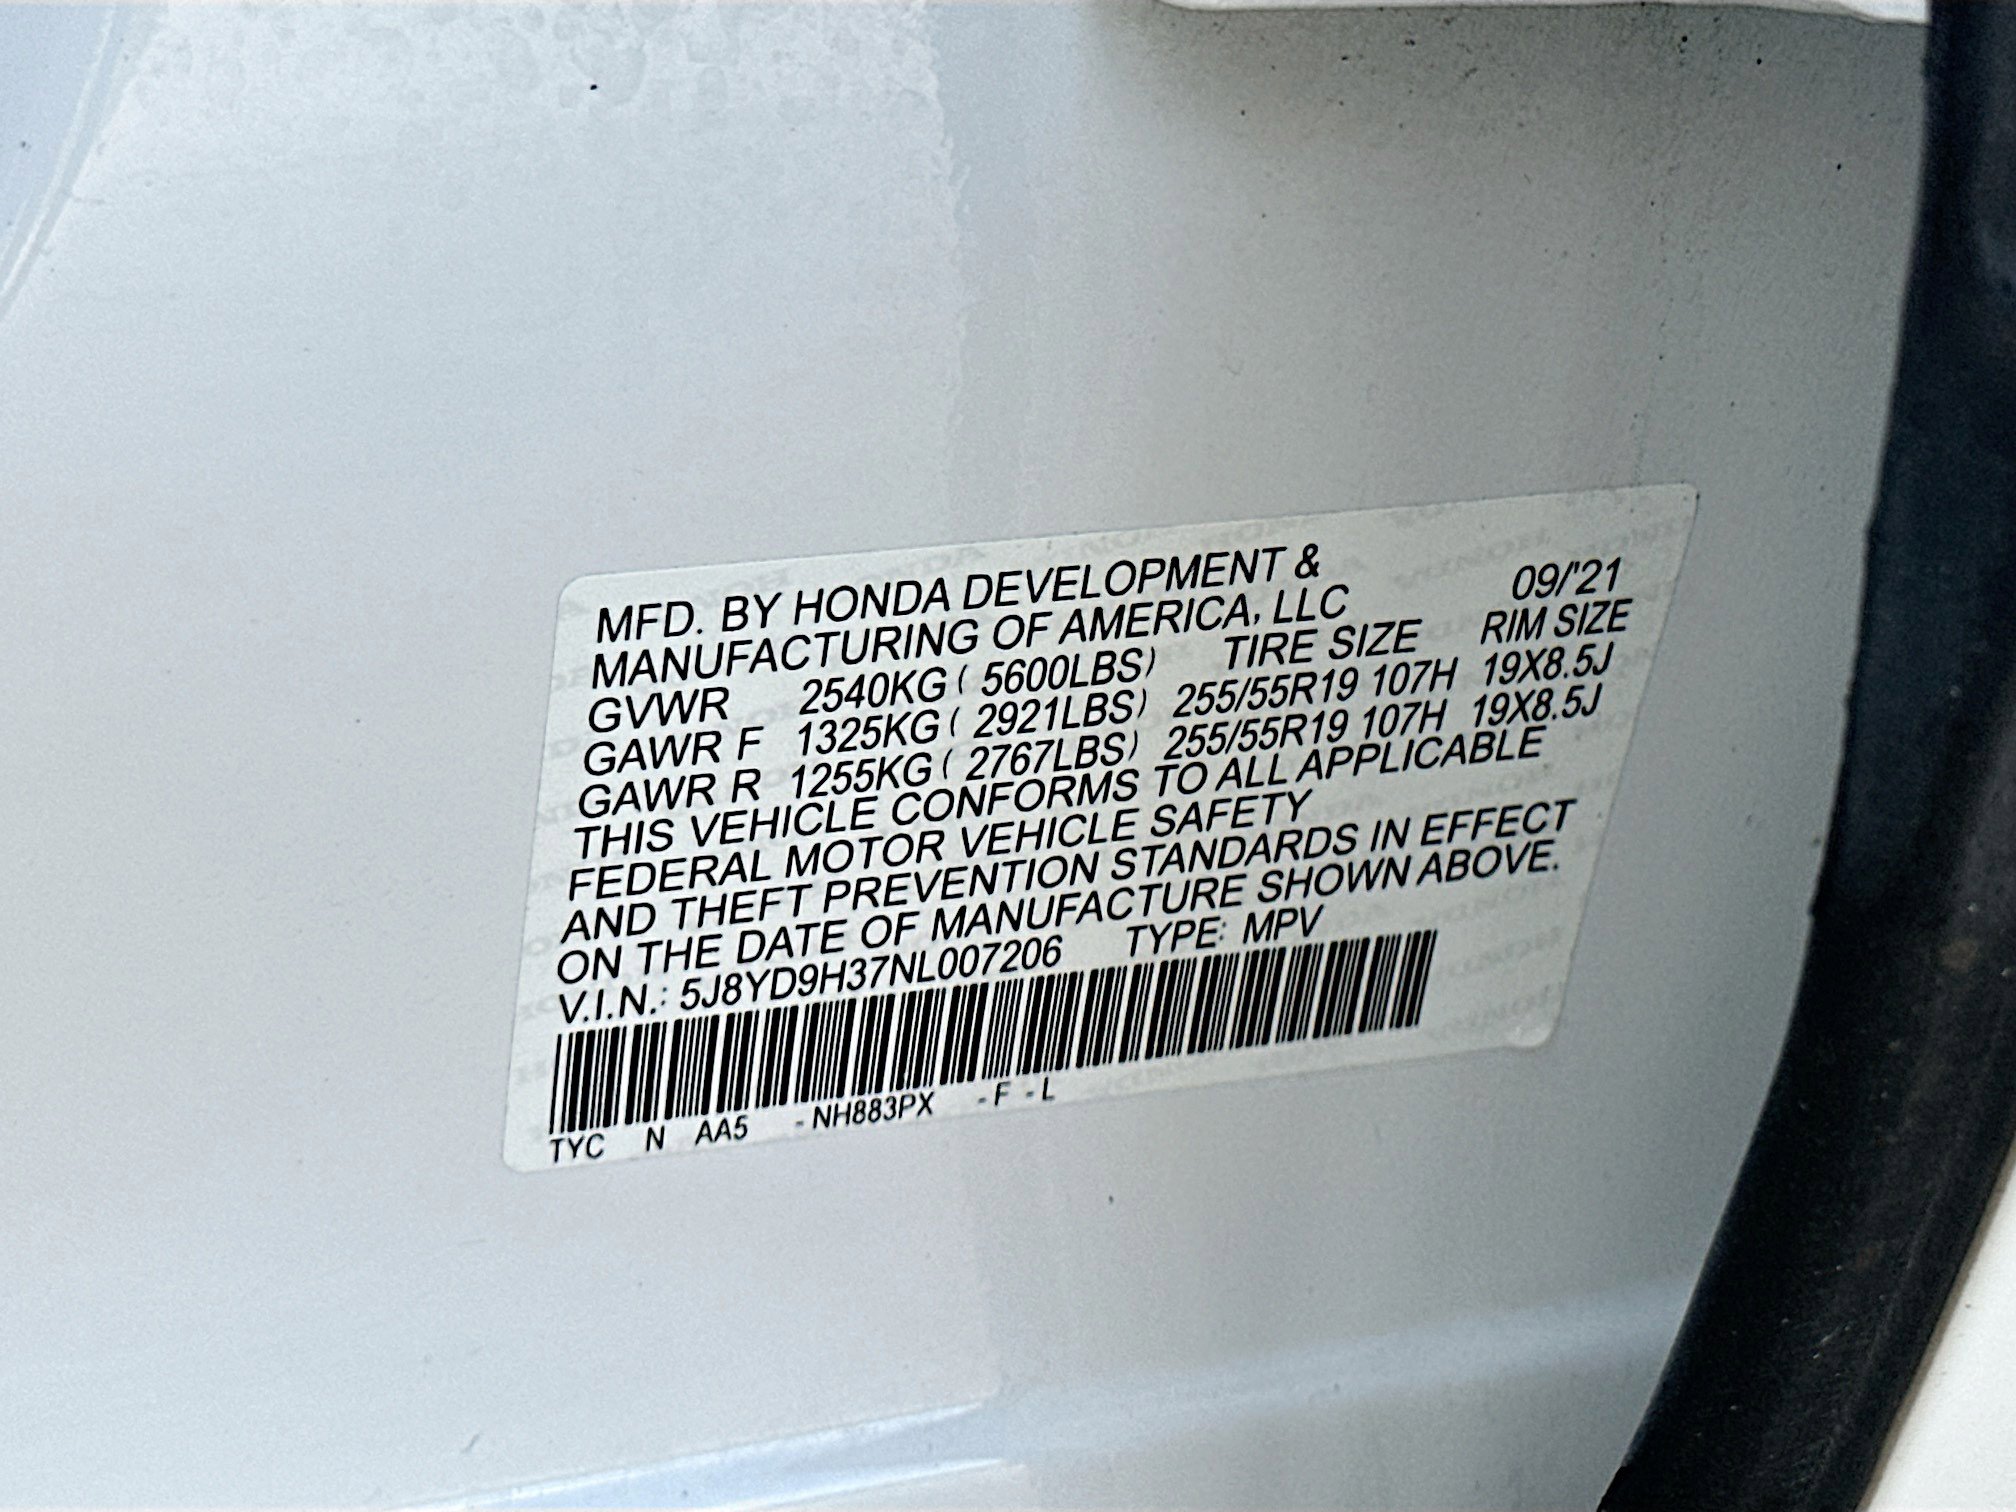 MFD. BY HONDA DEVELOPMENT &
MANUFACTURING OF AMERICA, LLC 09/'21
GVWR 2540KG ( 5600LBS) TIRE SIZE RIM SIZE
GAWR F 1325KG ( 2921LBS) 255/55R19 107H 19X8.5J
GAWR R 1255KG ( 2767LBS) 255/55R19 107H 19X8.5J
THIS VEHICLE CONFORMS TO ALL APPLICABLE
FEDERAL MOTOR VEHICLE SAFETY
AND THEFT PREVENTION STANDARDS IN EFFECT
ON THE DATE OF MANUFACTURE SHOWN ABOVE.
V.I.N.: 5J8YD9H37NL007206 TYPE: MPV
TYC N AA5 - NH883PX - F - L